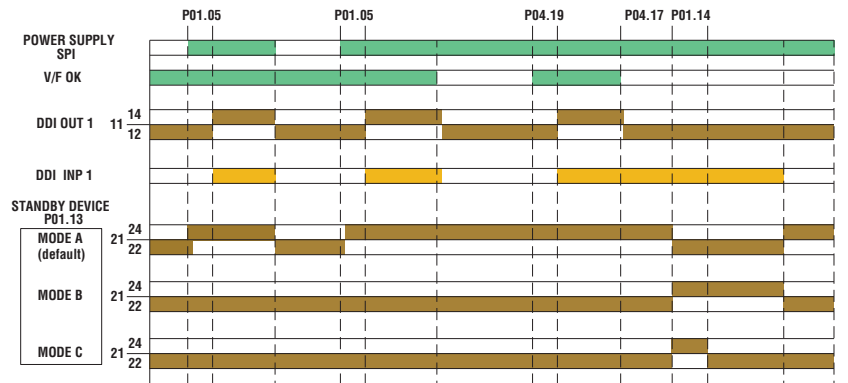 P01.05 P01.05 P04.19 P04.17 P01.14
POWER SUPPLY
SPI
V/F OK
DDI OUT 1 11 14
12
DDI INP 1
STANDBY DEVICE
P01.13
MODE A
(default)
21 24
22
MODE B 21 24
22
MODE C 21 24
22